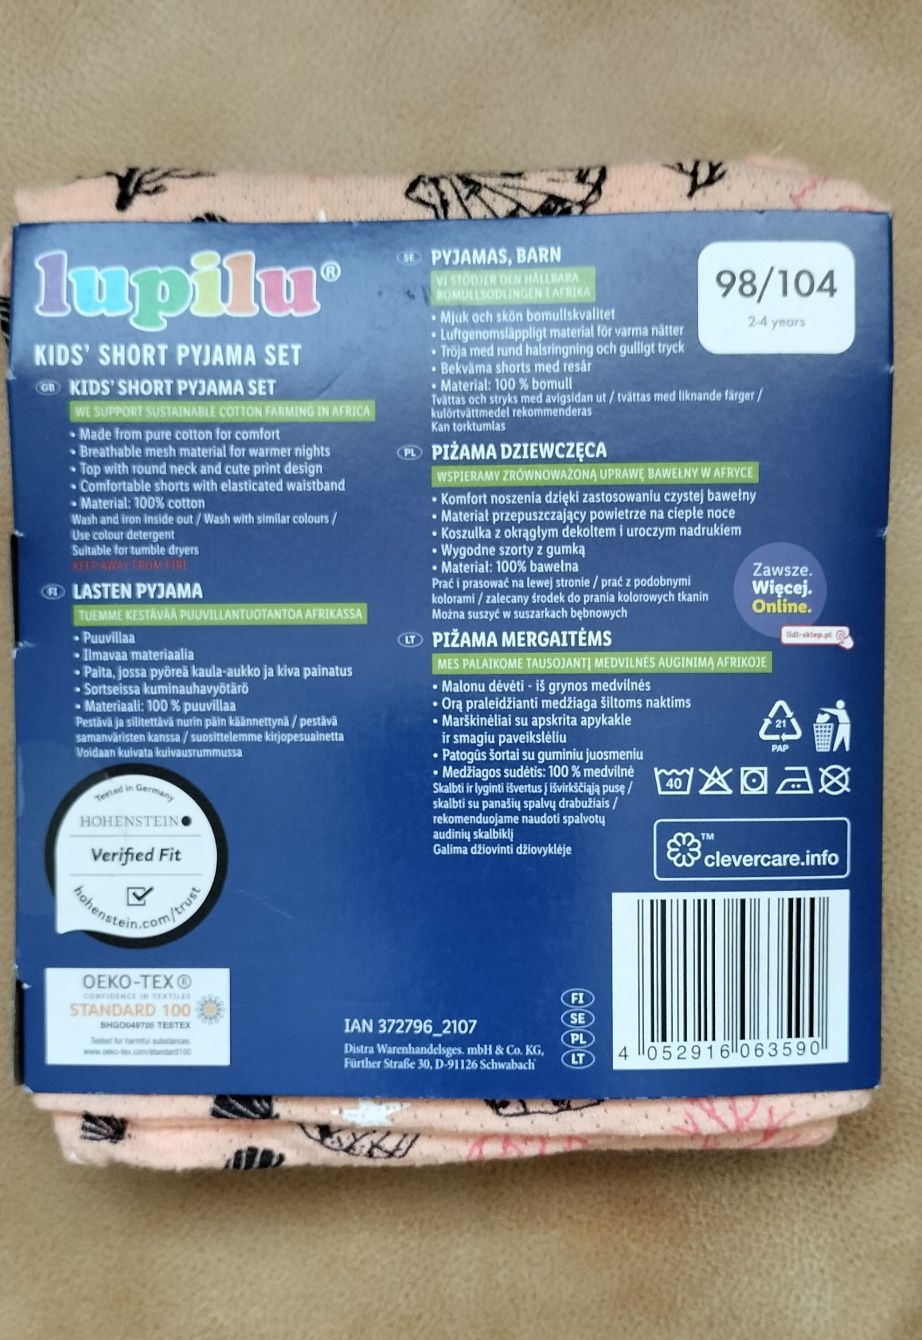 lupilu®
KIDS' SHORT PYJAMA SET
GB KIDS' SHORT PYJAMA SET
WE SUPPORT SUSTAINABLE COTTON FARMING IN AFRICA
• Made from pure cotton for comfort
• Breathable mesh material for warmer nights
• Top with round neck and cute print design
• Comfortable shorts with elasticated waistband
• Material: 100% cotton
Wash and iron inside out / Wash with similar colours /
Use colour detergent
Suitable for tumble dryers
KEEP AWAY FROM FIRE
FI LASTEN PYJAMA
TUEMME KESTÄVÄÄ PUUVILLANTUOTANTOA AFRIKASSA
• Puuvillaa
• Ilmavaa materiaalia
• Paita, jossa pyöreä kaula-aukko ja kiva painatus
• Sortseissa kuminauhavyötärö
• Materiaali: 100 % puuvillaa
Pestävä ja silitettävä nurin päin käännettynä / pestävä
samanväristen kanssa / suosittelemme kirjopesuainetta
Voidaan kuivata kuivausrummussa
Tested in Germany
HOHENSTEIN
Verified Fit
hohenstein.com/trust
OEKO-TEX®
CONFIDENCE IN TEXTILES
STANDARD 100
SHGO049705 TESTEX
Tested for harmful substances
www.oeko-tex.com/standard100
SE PYJAMAS, BARN
VI STÖDJER DEN HÅLLBARA
BOMULLSODLINGEN I AFRIKA
• Mjuk och skön bomullskvalitet
• Luftgenomsläppligt material för varma nätter
• Tröja med rund halsringning och gulligt tryck
• Bekväma shorts med resår
• Material: 100 % bomull
Tvättas och stryks med avigsidan ut / tvättas med liknande färger /
kulörtvättmedel rekommenderas
Kan torktumlas
PL PIŻAMA DZIEWCZĘCA
WSPIERAMY ZRÓWNOWAŻONĄ UPRAWĘ BAWEŁNY W AFRYCE
• Komfort noszenia dzięki zastosowaniu czystej bawełny
• Materiał przepuszczający powietrze na ciepłe noce
• Koszulka z okrągłym dekoltem i uroczym nadrukiem
• Wygodne szorty z gumką
• Materiał: 100% bawełna
Prać i prasować na lewej stronie / prać z podobnymi
kolorami / zalecany środek do prania kolorowych tkanin
Można suszyć w suszarkach bębnowych
LT PIŽAMA MERGAITĖMS
MES PALAIKOME TAUSOJANTĮ MEDVILNĖS AUGINIMĄ AFRIKOJE
• Malonu dėvėti - iš grynos medvilnės
• Orą praleidžianti medžiaga šiltoms naktims
• Marškinėliai su apskrita apykakle
ir smagiu paveikslėliu
• Patogūs šortai su guminiu juosmeniu
• Medžiagos sudėtis: 100 % medvilnė
Skalbti ir lyginti išvertus į išvirkščiąją pusę /
skalbti su panašių spalvų drabužiais /
rekomenduojame naudoti spalvotų
audinių skalbiklį
Galima džiovinti džiovyklėje
98/104
2-4 years
Zawsze.
Więcej.
Online.
lidl-sklep.pl
21
PAP
40
clevercare.info™
IAN 372796_2107
Distra Warenhandelsges. mbH & Co. KG,
Fürther Straße 30, D-91126 Schwabach
FI
SE
PL
LT
4 052916 063590